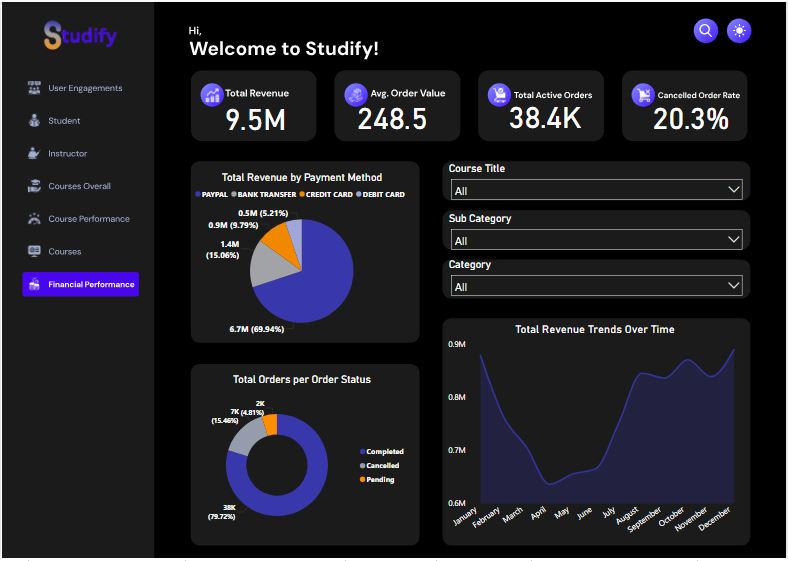 Studify
User Engagements
Student
Instructor
Courses Overall
Course Performance
Courses
Financial Performance
Hi,
Welcome to Studify!
Total Revenue
9.5M
Avg. Order Value
248.5
Total Active Orders
38.4K
Cancelled Order Rate
20.3%
Total Revenue by Payment Method
PAYPAL BANK TRANSFER CREDIT CARD DEBIT CARD
0.5M (5.21%)
0.9M (9.79%)
1.4M
(15.06%)
6.7M (69.94%)
Course Title
All
Sub Category
All
Category
All
Total Orders per Order Status
2K
(4.81%)
7K
(15.46%)
38K
(79.72%)
Completed
Cancelled
Pending
Total Revenue Trends Over Time
0.9M
0.8M
0.7M
0.6M
January
February
March
April
May
June
July
August
September
October
November
December